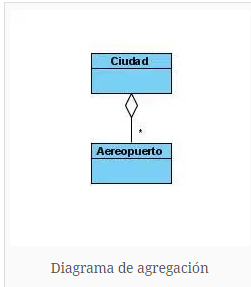 Ciudad
*
Aereopuerto
Diagrama de agregación